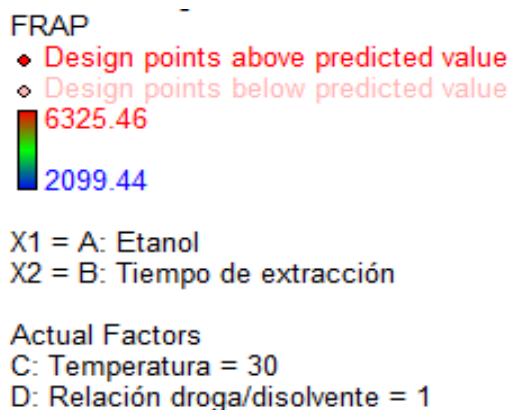 FRAP
Design points above predicted value
Design points below predicted value
6325.46
2099.44
X1 = A: Etanol
X2 = B: Tiempo de extracción
Actual Factors
C: Temperatura = 30
D: Relación droga/disolvente = 1